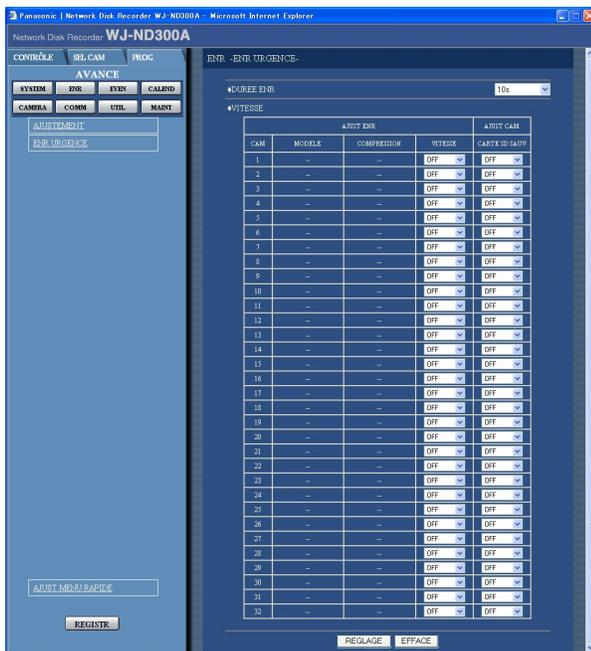 Panasonic | Network Disk Recorder WJ-ND300A - Microsoft Internet Explorer
Network Disk Recorder WJ-ND300A
CONTRÔLE SEL CAM PROG
AVANCE
SYSTEM ENR EVEN CALEND
CAMERA COMM UTIL MAINT
AJUSTEMENT
ENR URGENCE
AJUST MENU RAPIDE
REGISTR
ENR -ENR URGENCE-
♦DUREE ENR 10s
♦VITESSE
AJUST ENR AJUST CAM
CAM MODELE COMPRESSION VITESSE CARTE SD SAUV
1 -- -- OFF OFF
2 -- -- OFF OFF
3 -- -- OFF OFF
4 -- -- OFF OFF
5 -- -- OFF OFF
6 -- -- OFF OFF
7 -- -- OFF OFF
8 -- -- OFF OFF
9 -- -- OFF OFF
10 -- -- OFF OFF
11 -- -- OFF OFF
12 -- -- OFF OFF
13 -- -- OFF OFF
14 -- -- OFF OFF
15 -- -- OFF OFF
16 -- -- OFF OFF
17 -- -- OFF OFF
18 -- -- OFF OFF
19 -- -- OFF OFF
20 -- -- OFF OFF
21 -- -- OFF OFF
22 -- -- OFF OFF
23 -- -- OFF OFF
24 -- -- OFF OFF
25 -- -- OFF OFF
26 -- -- OFF OFF
27 -- -- OFF OFF
28 -- -- OFF OFF
29 -- -- OFF OFF
30 -- -- OFF OFF
31 -- -- OFF OFF
32 -- -- OFF OFF
REGLAGE EFFACE